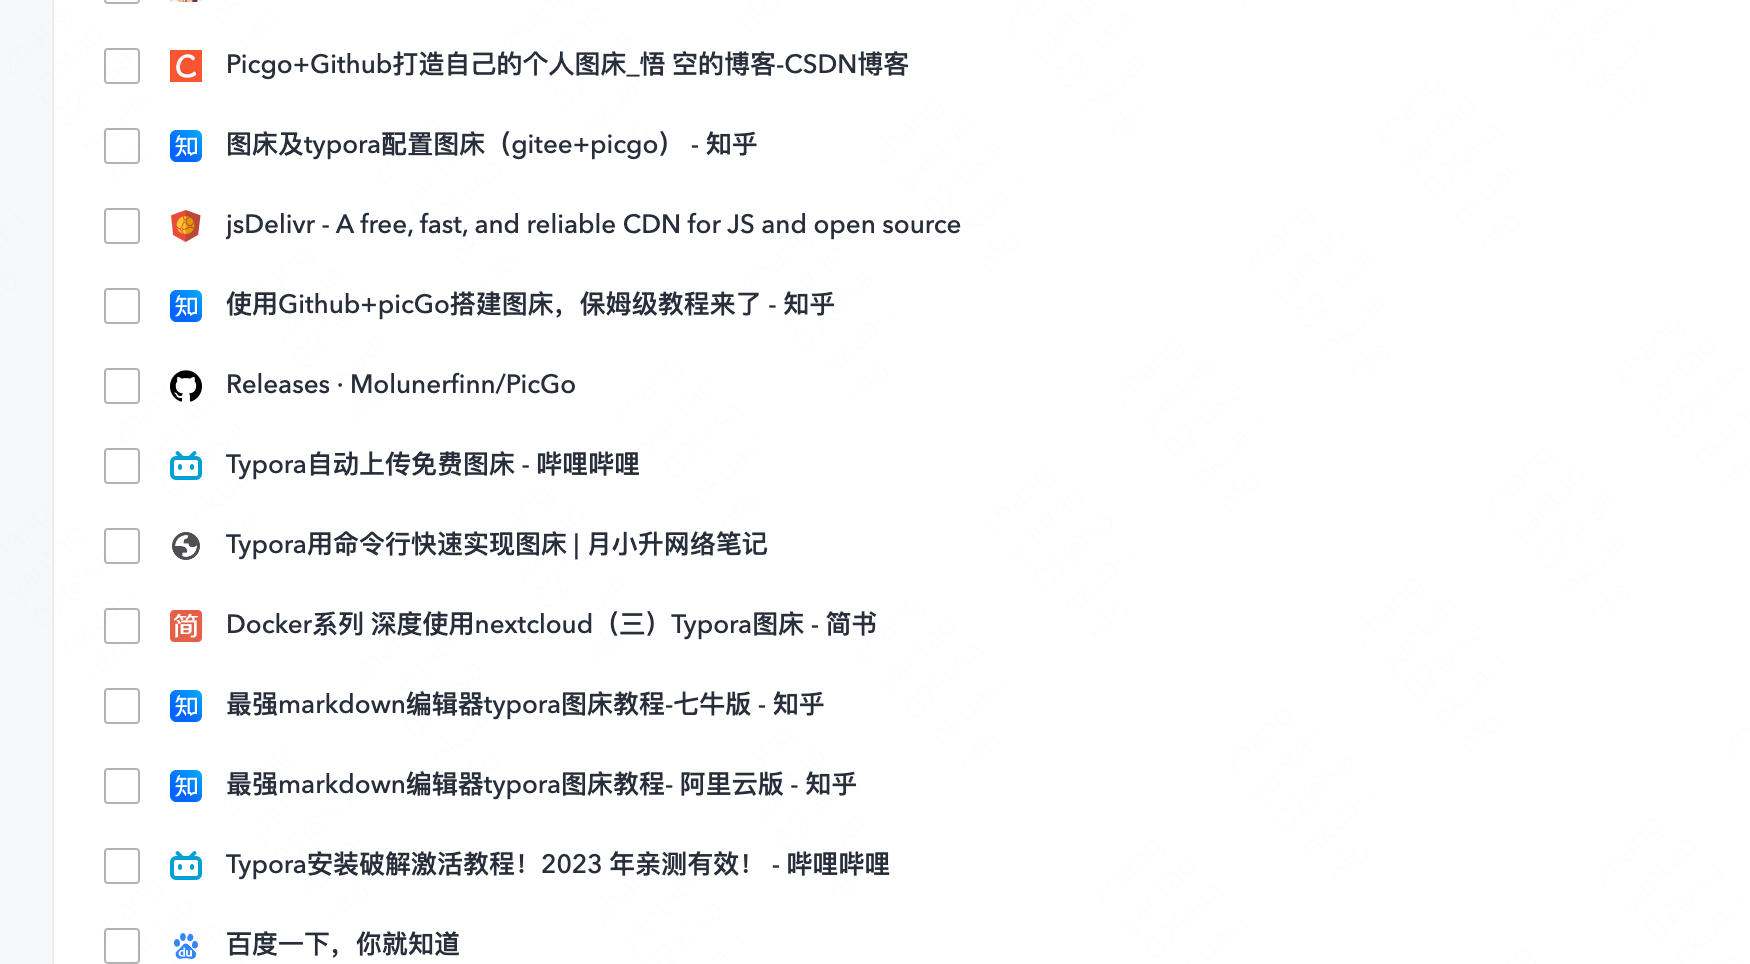 Picgo+Github打造自己的个人图床_悟 空的博客-CSDN博客
图床及typora配置图床（gitee+picgo） - 知乎
jsDelivr - A free, fast, and reliable CDN for JS and open source
使用Github+picGo搭建图床，保姆级教程来了 - 知乎
Releases · Molunerfinn/PicGo
Typora自动上传免费图床 - 哔哩哔哩
Typora用命令行快速实现图床 | 月小升网络笔记
Docker系列 深度使用nextcloud（三）Typora图床 - 简书
最强markdown编辑器typora图床教程-七牛版 - 知乎
最强markdown编辑器typora图床教程- 阿里云版 - 知乎
Typora安装破解激活教程！2023 年亲测有效！ - 哔哩哔哩
百度一下，你就知道